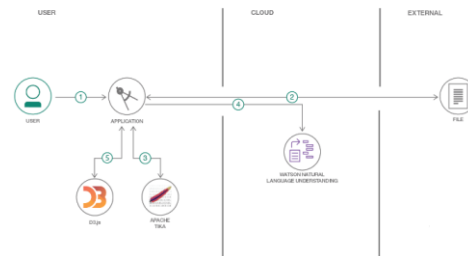 USER
CLOUD
EXTERNAL
1
2
4
USER
APPLICATION
FILE
5
3
WATSON NATURAL
LANGUAGE UNDERSTANDING
D3.js
APACHE
TIKA